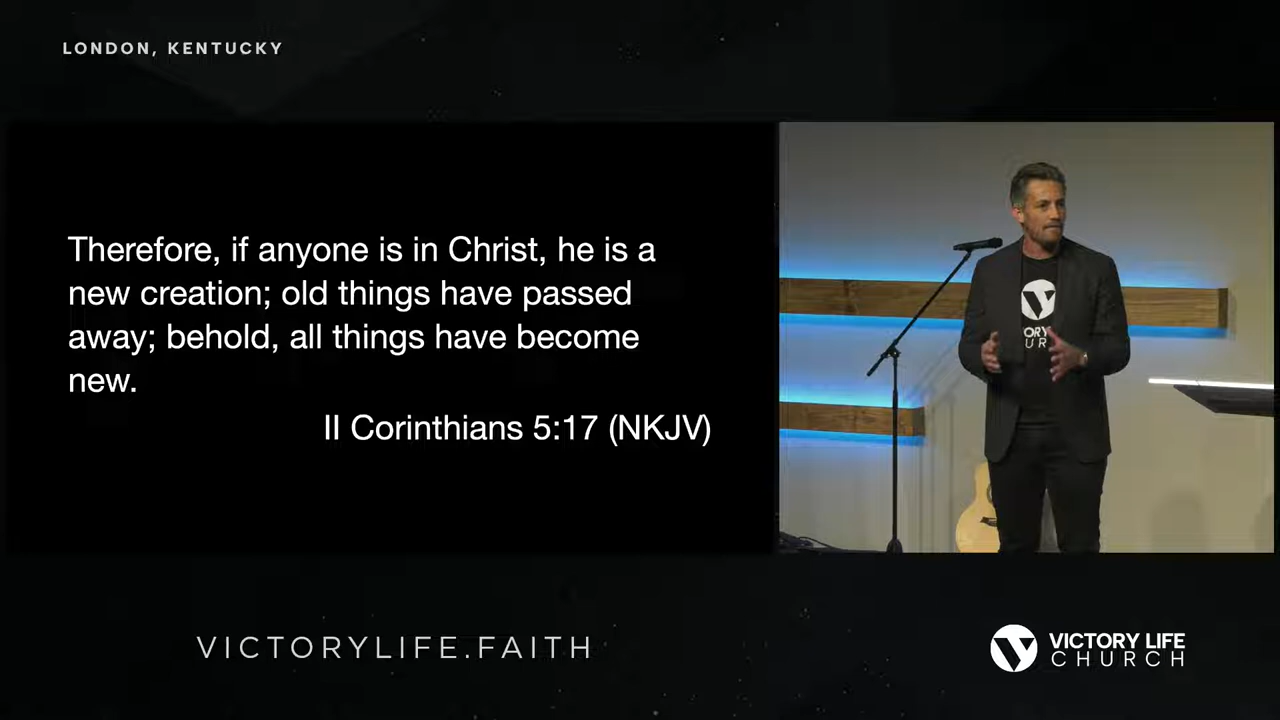 LONDON, KENTUCKY
Therefore, if anyone is in Christ, he is a
new creation; old things have passed
away; behold, all things have become
new.
II Corinthians 5:17 (NKJV)
VICTORYLIFE.FAITH
VICTORY LIFE
CHURCH